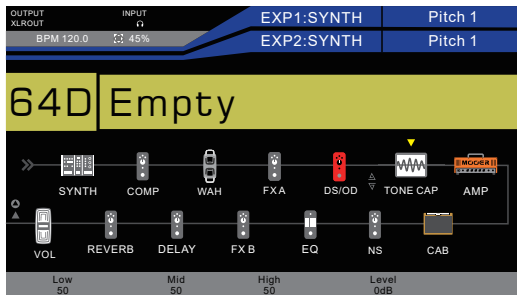 OUTPUT INPUT EXP1:SYNTH Pitch 1
XLROUT
BPM 120.0 45% EXP2:SYNTH Pitch 1
64D Empty
MOOER
SYNTH COMP WAH FX A DS/OD TONE CAP AMP
VOL REVERB DELAY FX B EQ NS CAB
Low Mid High Level
50 50 50 0dB